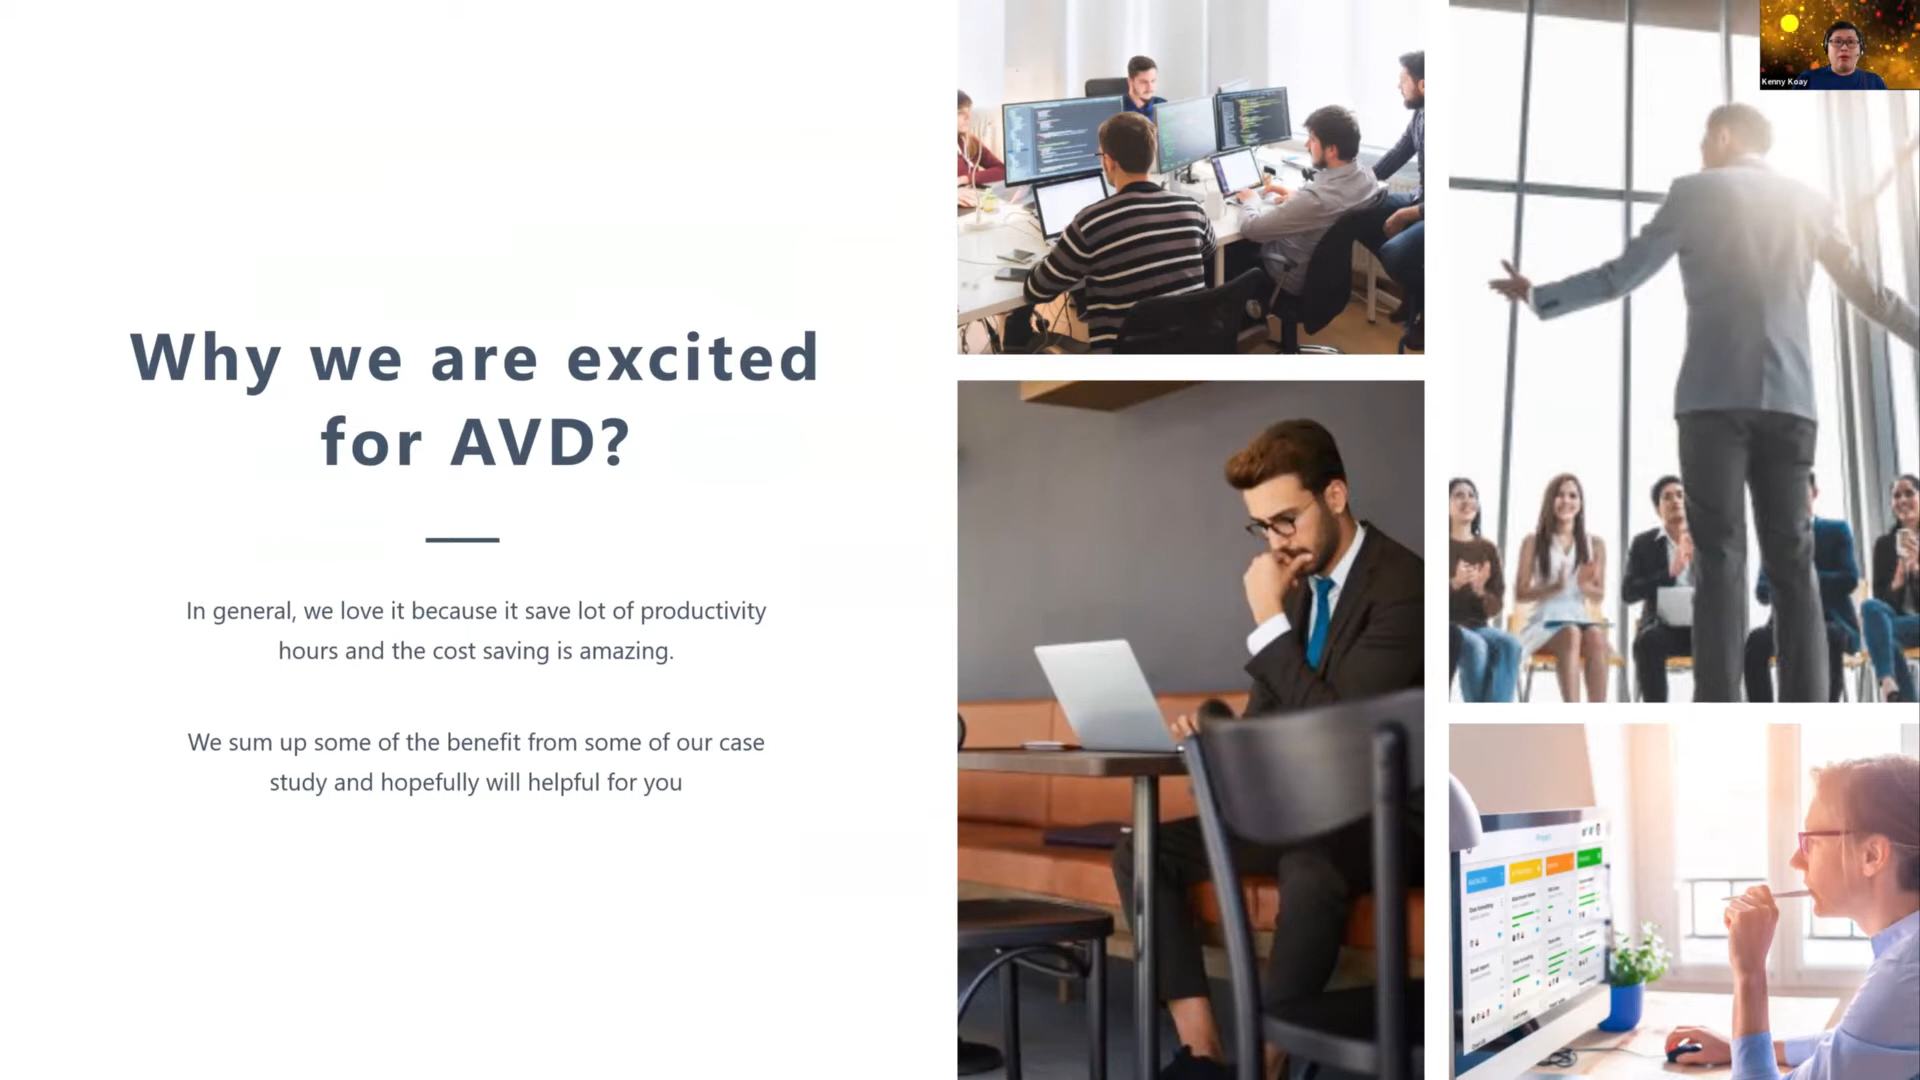 Why we are excited
for AVD?
In general, we love it because it save lot of productivity
hours and the cost saving is amazing.
We sum up some of the benefit from some of our case
study and hopefully will helpful for you
Kenny Koay